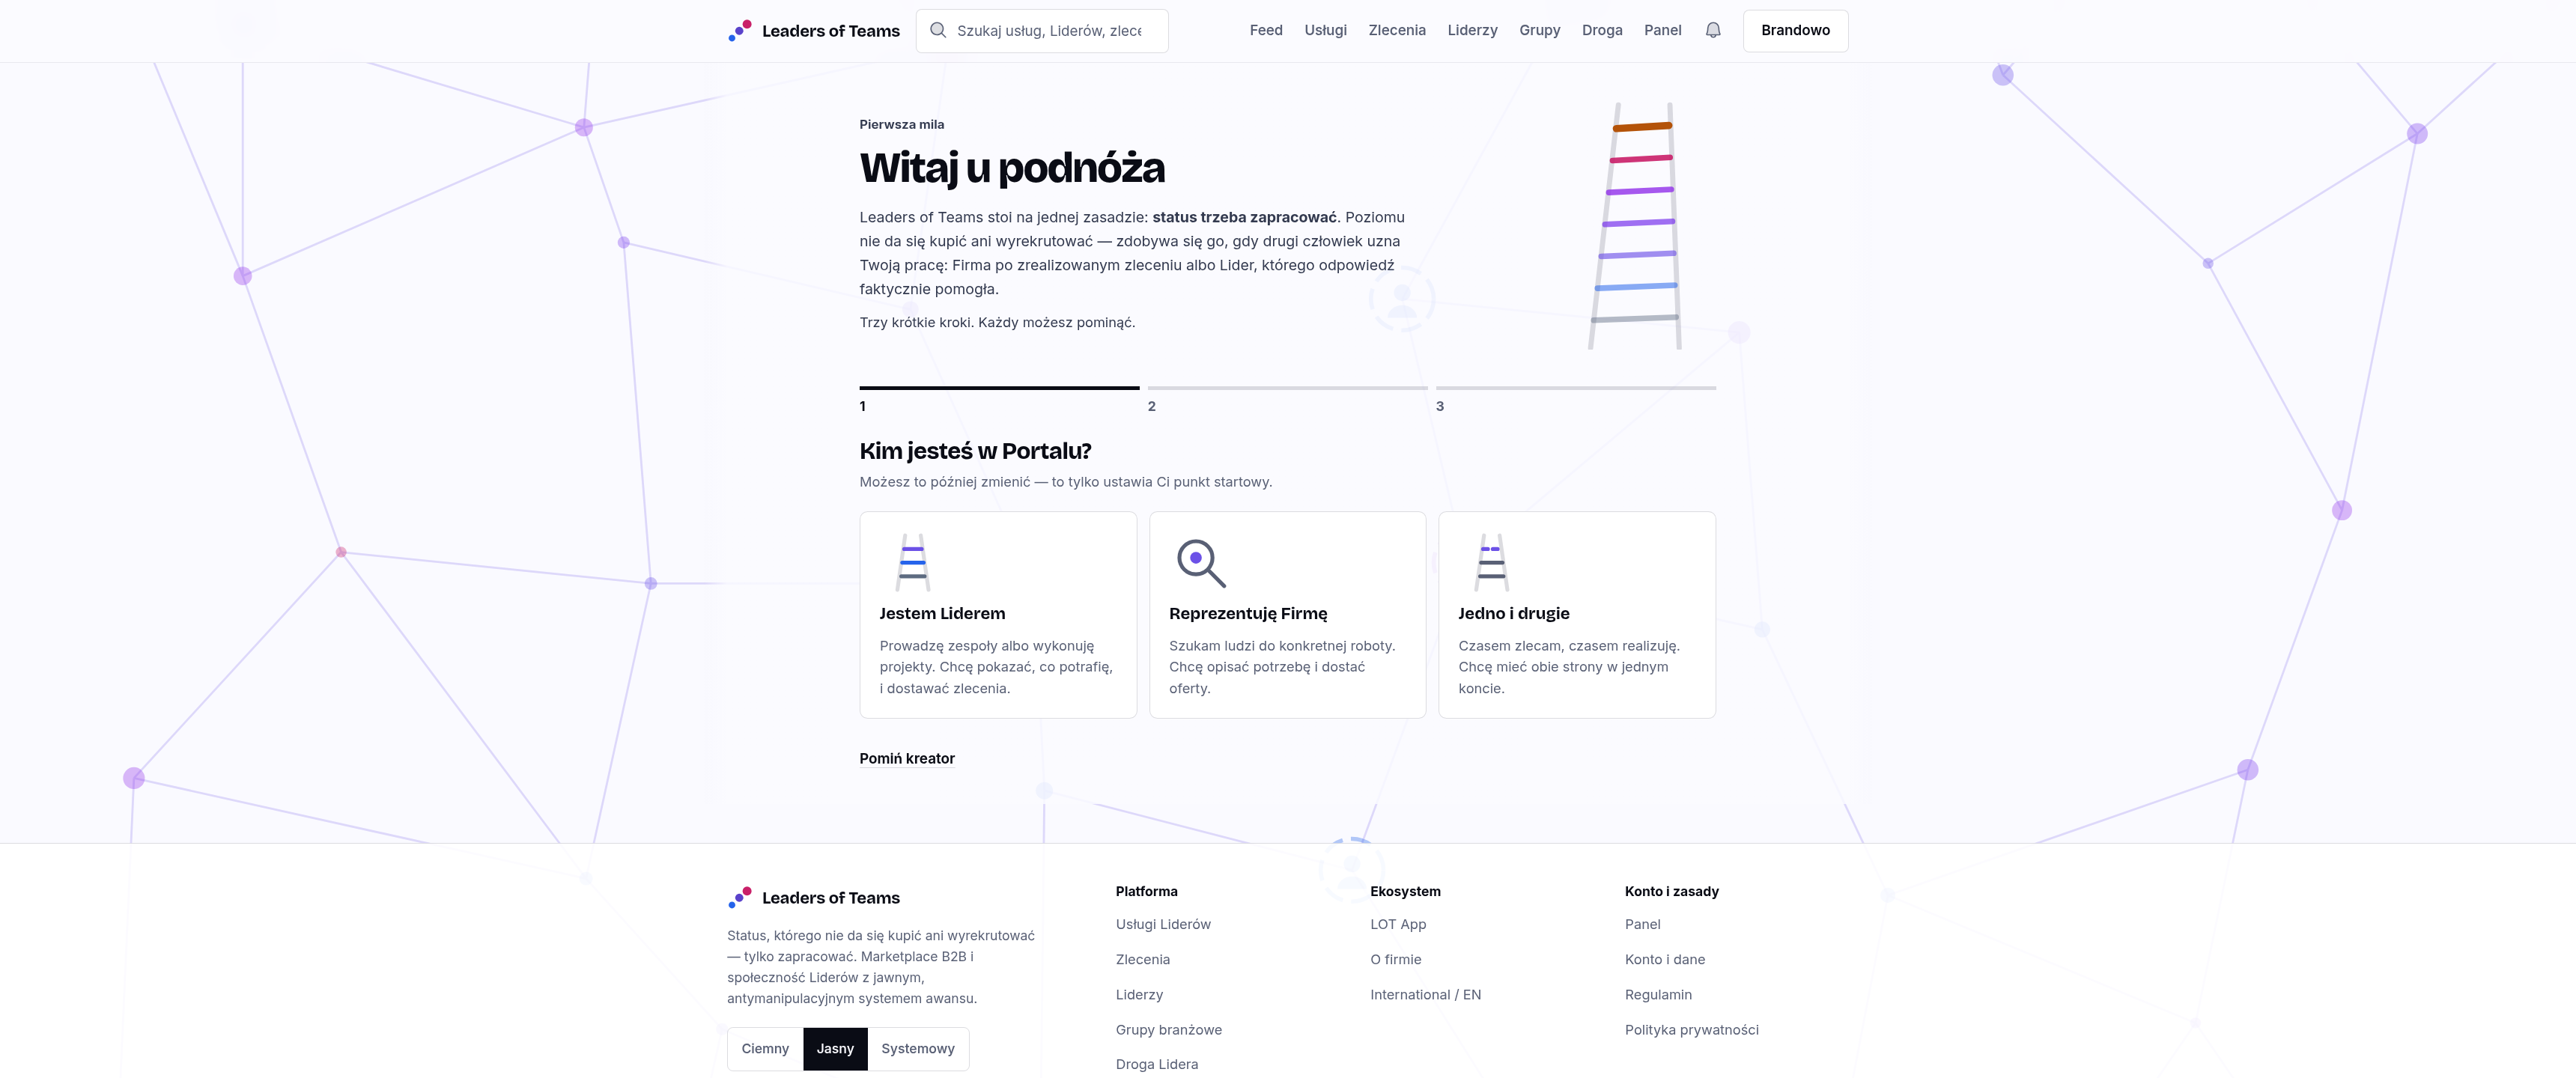 Leaders of Teams
Szukaj usług, Liderów, zlece
Feed
Usługi
Zlecenia
Liderzy
Grupy
Droga
Panel
Brandowo
Pierwsza mila
Witaj u podnóża
Leaders of Teams stoi na jednej zasadzie: status trzeba zapracować. Poziomu
nie da się kupić ani wyrekrutować — zdobywa się go, gdy drugi człowiek uzna
Twoją pracę: Firma po zrealizowanym zleceniu albo Lider, którego odpowiedź
faktycznie pomogła.
Trzy krótkie kroki. Każdy możesz pominąć.
1
2
3
Kim jesteś w Portalu?
Możesz to później zmienić — to tylko ustawia Ci punkt startowy.
Jestem Liderem
Prowadzę zespoły albo wykonuję
projekty. Chcę pokazać, co potrafię,
i dostawać zlecenia.
Reprezentuję Firmę
Szukam ludzi do konkretnej roboty.
Chcę opisać potrzebę i dostać
oferty.
Jedno i drugie
Czasem zlecam, czasem realizuję.
Chcę mieć obie strony w jednym
koncie.
Pomiń kreator
Leaders of Teams
Status, którego nie da się kupić ani wyrekrutować
— tylko zapracować. Marketplace B2B i
społeczność Liderów z jawnym,
antymanipulacyjnym systemem awansu.
Ciemny
Jasny
Systemowy
Platforma
Usługi Liderów
Zlecenia
Liderzy
Grupy branżowe
Droga Lidera
Ekosystem
LOT App
O firmie
International / EN
Konto i zasady
Panel
Konto i dane
Regulamin
Polityka prywatności